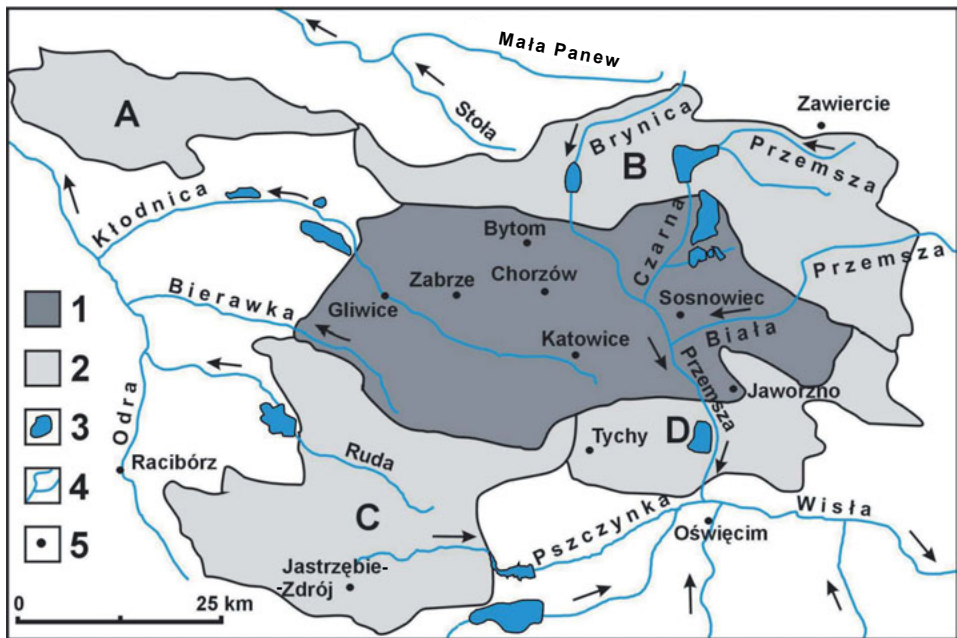 Mała Panew
Stoła
A
Zawiercie
Brynica
B
Przemsza
Kłodnica
Bytom
Czarna
Przemsza
Zabrze
Chorzów
Gliwice
Sosnowiec
Bierawka
Biała
Katowice
Przemsza
Jaworzno
1
2
3
4
5
Odra
Tychy
D
Racibórz
Ruda
C
Pszczynka
Wisła
Oświęcim
Jastrzębie-
-Zdrój
0 25 km